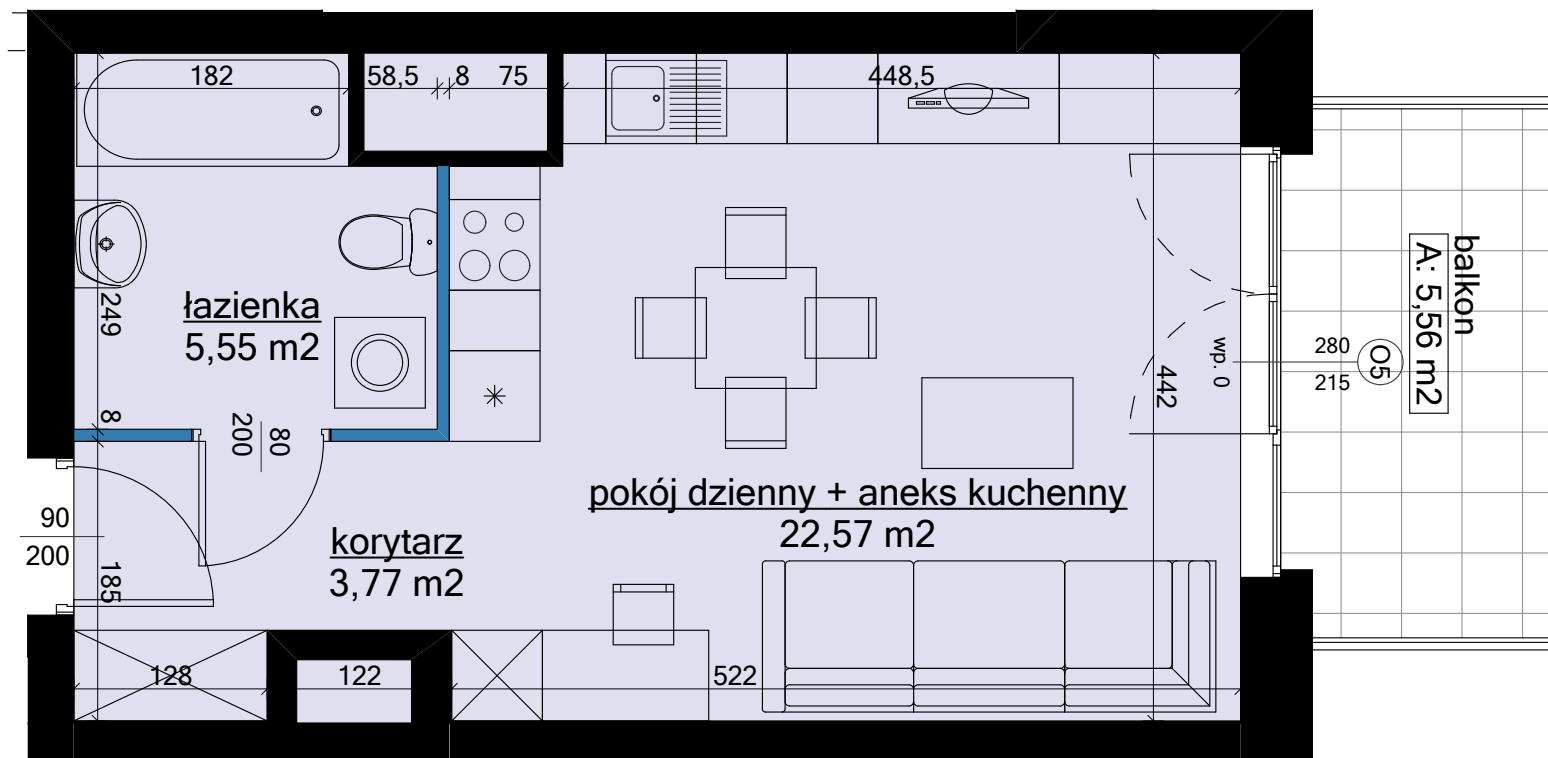 182
58,5
8
75
448,5
łazienka
5,55 m2
249
8
80
200
90
200
185
korytarz
3,77 m2
pokój dzienny + aneks kuchenny
22,57 m2
442
wp. 0
280
215
O5
balkon
A: 5,56 m2
128
122
522